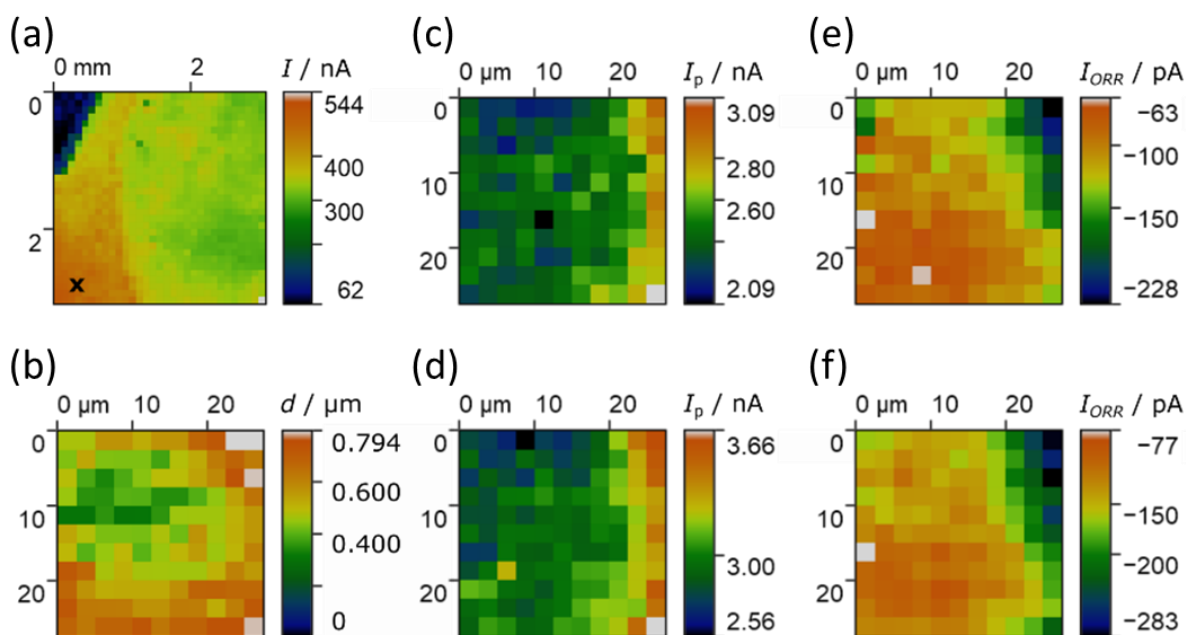 (a)
0 mm 2
I / nA
0
2
x
544
400
300
62
(c)
0 µm 10 20
Ip / nA
0
10
20
3.09
2.80
2.60
2.09
(e)
0 µm 10 20
IORR / pA
0
10
20
−63
−100
−150
−228
(b)
0 µm 10 20
d / µm
0
10
20
0.794
0.600
0.400
0
(d)
0 µm 10 20
Ip / nA
0
10
20
3.66
3.00
2.56
(f)
0 µm 10 20
IORR / pA
0
10
20
−77
−150
−200
−283